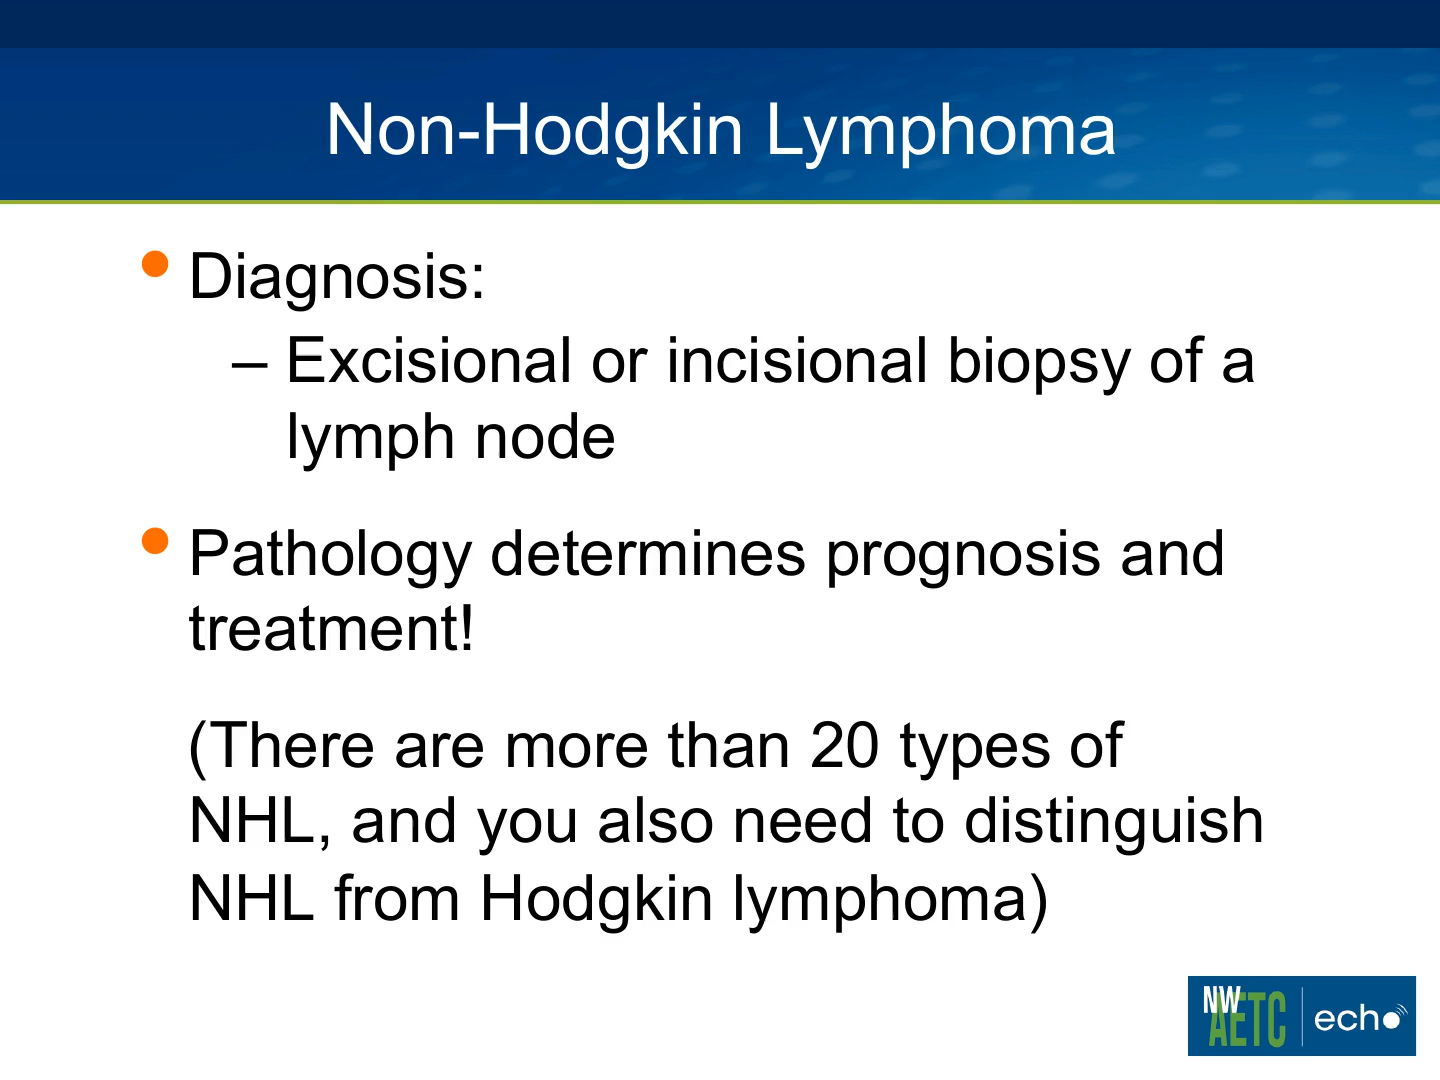 Non-Hodgkin Lymphoma
• Diagnosis:
– Excisional or incisional biopsy of a
lymph node
• Pathology determines prognosis and
treatment!
(There are more than 20 types of
NHL, and you also need to distinguish
NHL from Hodgkin lymphoma)
NW
AETC
echo